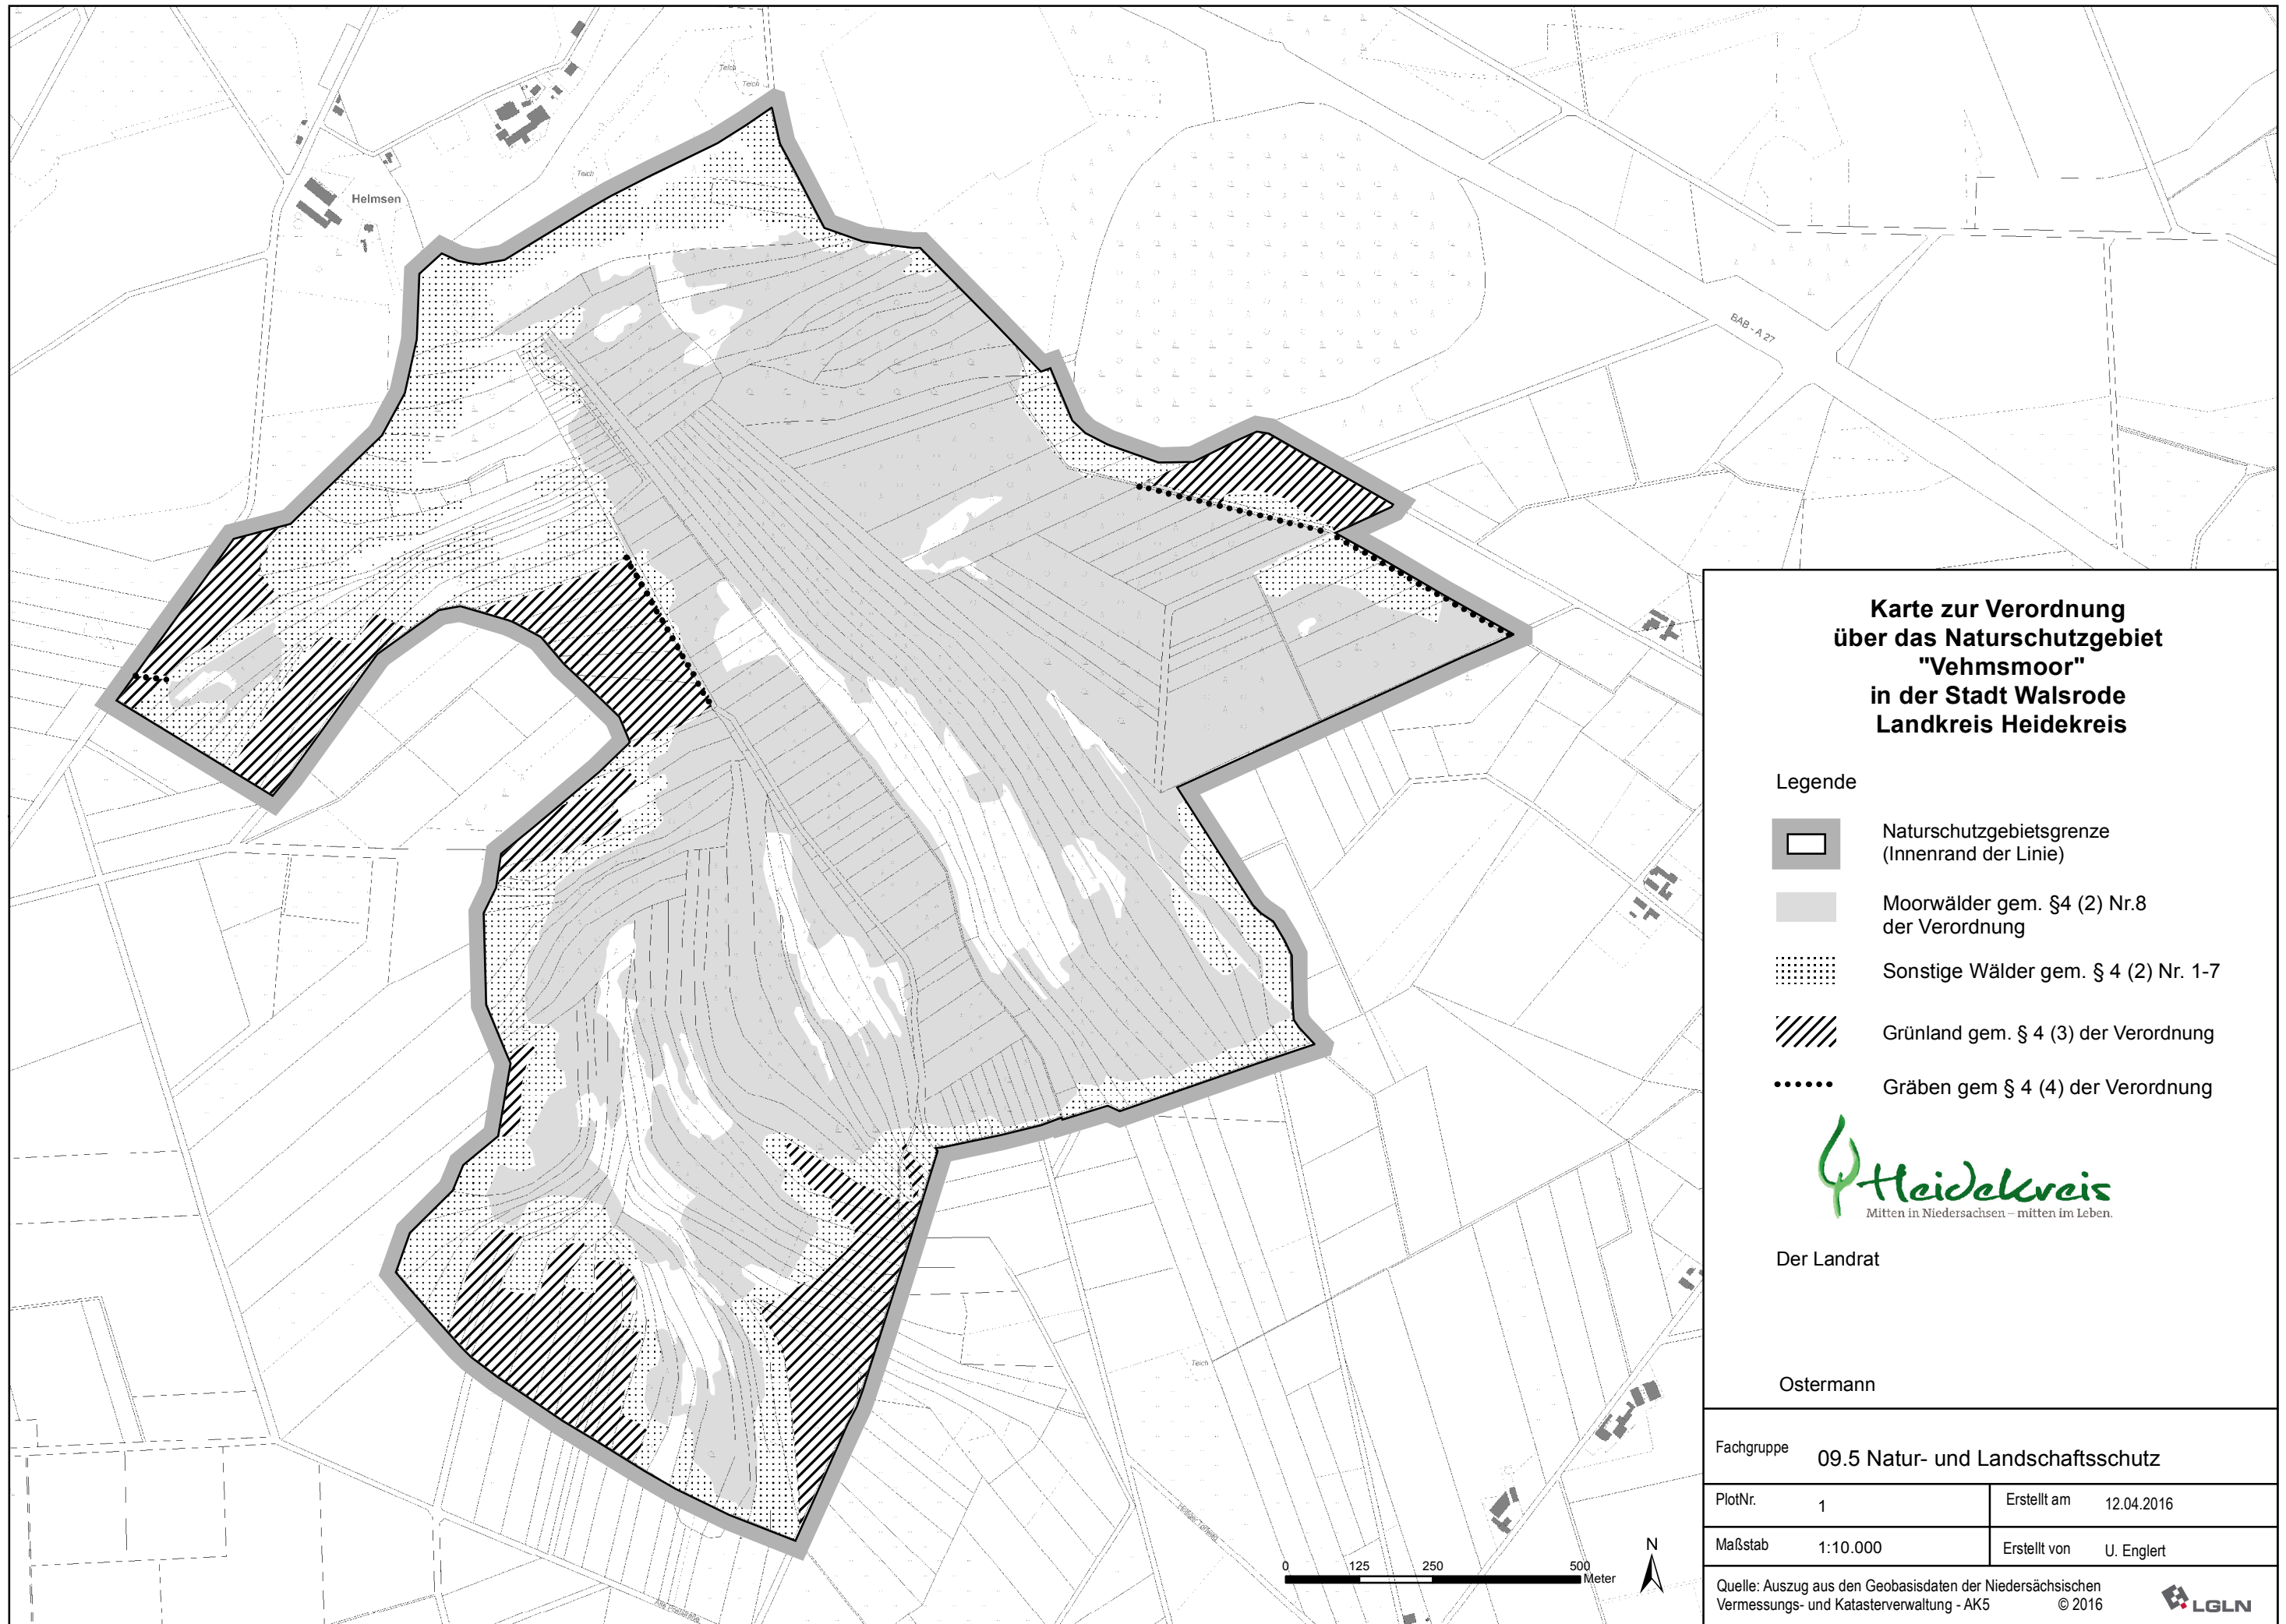 Teich
Teich
Teich
Helmsen
BAB - A 27
Teich
Karte zur Verordnung
über das Naturschutzgebiet
"Vehmsmoor"
in der Stadt Walsrode
Landkreis Heidekreis
Legende
Naturschutzgebietsgrenze
(Innenrand der Linie)
Moorwälder gem. §4 (2) Nr.8
der Verordnung
Sonstige Wälder gem. § 4 (2) Nr. 1-7
Grünland gem. § 4 (3) der Verordnung
Gräben gem § 4 (4) der Verordnung
Heidekreis
Mitten in Niedersachsen – mitten im Leben.
Der Landrat
Ostermann
Fachgruppe 09.5 Natur- und Landschaftsschutz
PlotNr. 1 Erstellt am 12.04.2016
Maßstab 1:10.000 Erstellt von U. Englert
Quelle: Auszug aus den Geobasisdaten der Niedersächsischen
Vermessungs- und Katasterverwaltung - AK5 © 2016
LGLN
0 125 250 500
Meter
N